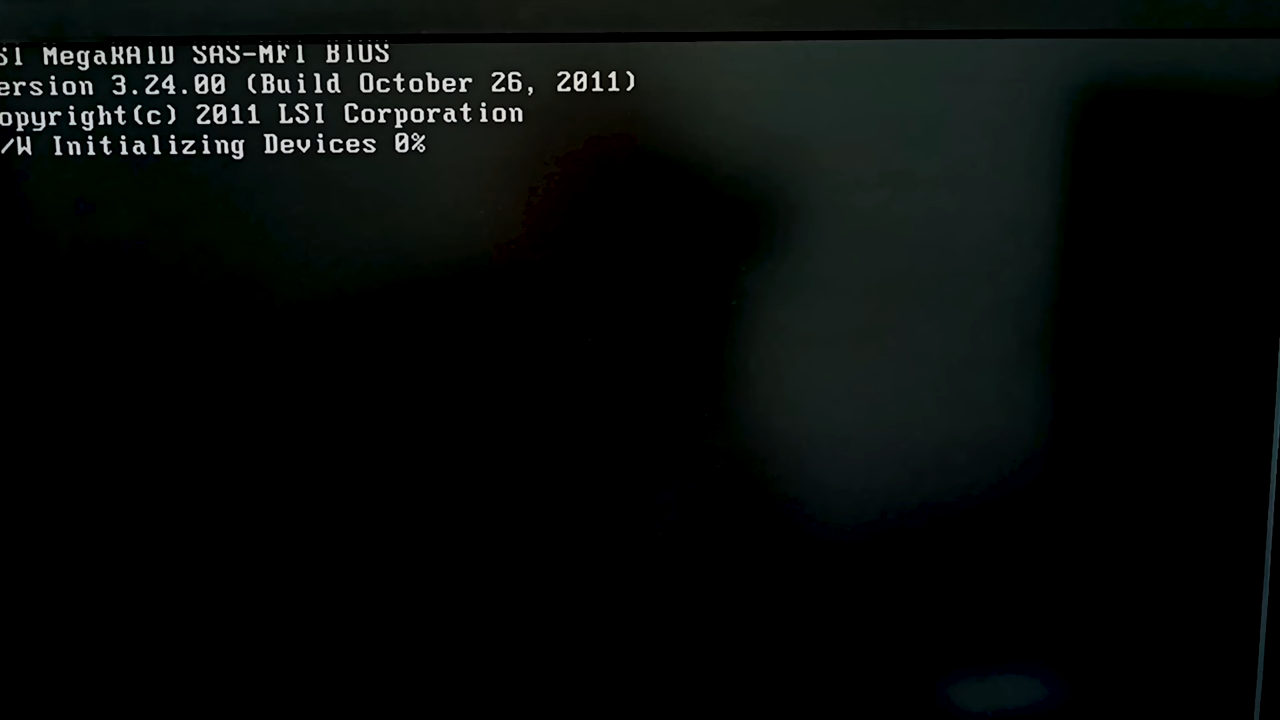 SI MegaRAID SAS-MFI BIOS
ersion 3.24.00 (Build October 26, 2011)
opyright(c) 2011 LSI Corporation
/W Initializing Devices 0%